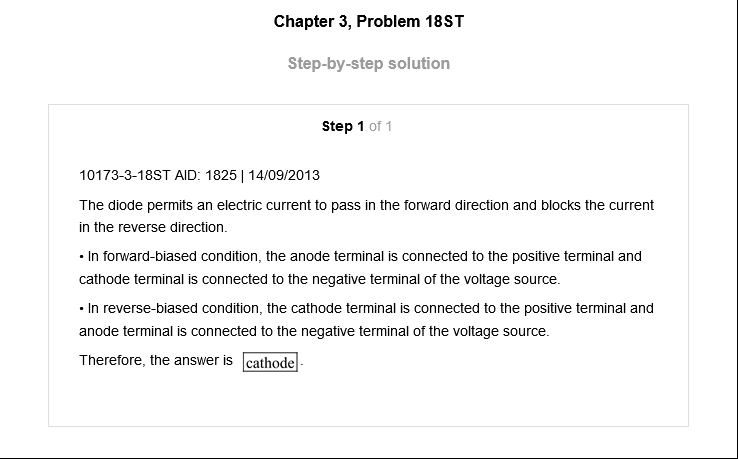 Chapter 3, Problem 18ST
Step-by-step solution
Step 1 of 1
10173-3-18ST AID: 1825 | 14/09/2013
The diode permits an electric current to pass in the forward direction and blocks the current
in the reverse direction.
• In forward-biased condition, the anode terminal is connected to the positive terminal and
cathode terminal is connected to the negative terminal of the voltage source.
• In reverse-biased condition, the cathode terminal is connected to the positive terminal and
anode terminal is connected to the negative terminal of the voltage source.
Therefore, the answer is cathode.